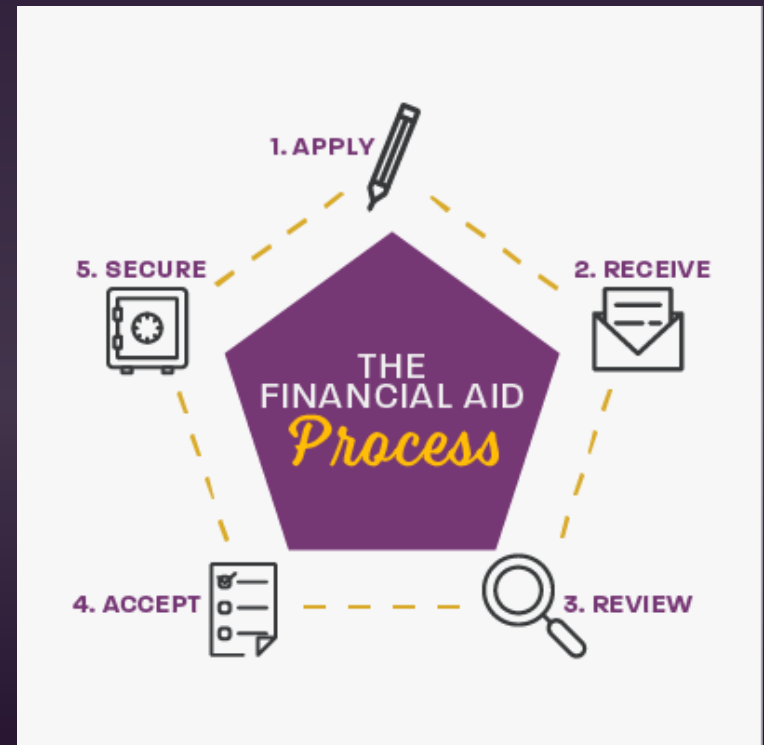 1. APPLY
5. SECURE
2. RECEIVE
THE
FINANCIAL AID
Process
4. ACCEPT
3. REVIEW